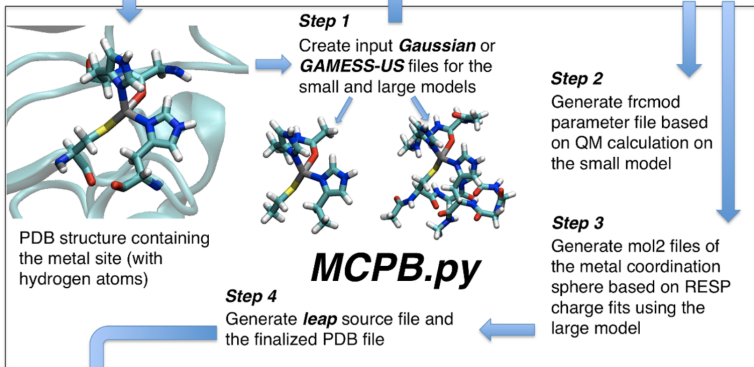 Step 1
Create input Gaussian or
GAMESS-US files for the
small and large models
Step 2
Generate frcmod
parameter file based
on QM calculation on
the small model
PDB structure containing
the metal site (with
hydrogen atoms)
MCPB.py
Step 3
Generate mol2 files of
the metal coordination
sphere based on RESP
charge fits using the
large model
Step 4
Generate leap source file and
the finalized PDB file